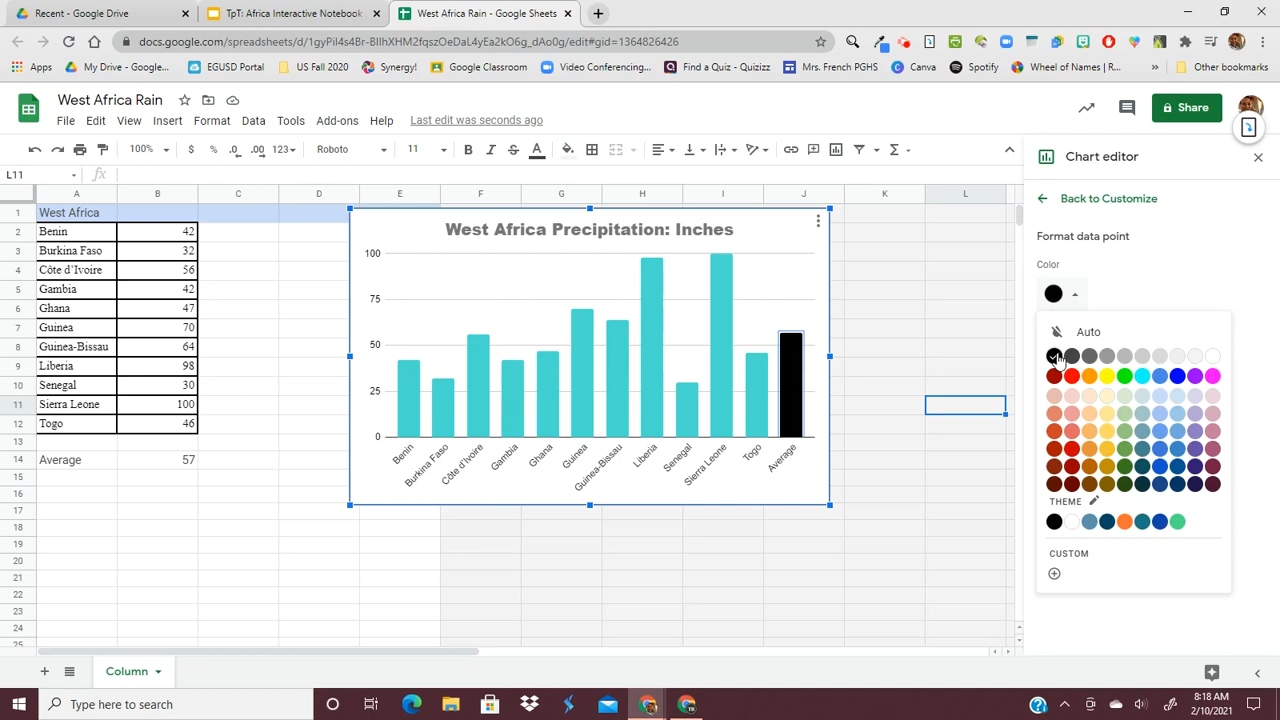 Recent - Google Drive
TpT: Africa Interactive Notebook
West Africa Rain - Google Sheets
docs.google.com/spreadsheets/d/1gyPil4s4Br-BIIhXHM2fqszOeDaL4yEa2kO6g_dAo0g/edit#gid=1364826426
Apps
My Drive - Google...
EGUSD Portal
US Fall 2020
Synergy!
Google Classroom
Video Conferencing...
Find a Quiz - Quizizz
Mrs. French PGHS
Canva
Spotify
Wheel of Names | R...
Other bookmarks
West Africa Rain
Share
File Edit View Insert Format Data Tools Add-ons Help Last edit was seconds ago
100% $ % .0 .00 123 Roboto 11 B I S A
Chart editor
L11 fx
A B C D E F G H I J K L
Back to Customize
1 West Africa
2 Benin 42
3 Burkina Faso 32
4 Côte d'Ivoire 56
5 Gambia 42
6 Ghana 47
7 Guinea 70
8 Guinea-Bissau 64
9 Liberia 98
10 Senegal 30
11 Sierra Leone 100
12 Togo 46
13
14 Average 57
15
16
17
18
19
20
21
22
23
24
25
West Africa Precipitation: Inches
100
75
50
25
0
Benin
Burkina Faso
Côte d'Ivoire
Gambia
Ghana
Guinea
Guinea-Bissau
Liberia
Senegal
Sierra Leone
Togo
Average
Format data point
Color
Auto
THEME
CUSTOM
Column
Type here to search
8:18 AM
2/10/2021